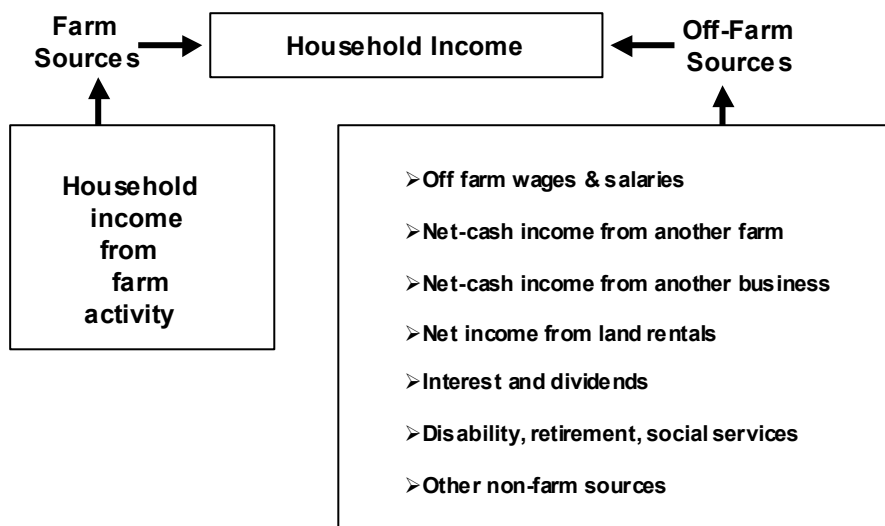 Farm
Sources
Household Income
Off-Farm
Sources
Household
income
from
farm
activity
➢Off farm wages & salaries
➢Net-cash income from another farm
➢Net-cash income from another business
➢Net income from land rentals
➢Interest and dividends
➢Disability, retirement, social services
➢Other non-farm sources